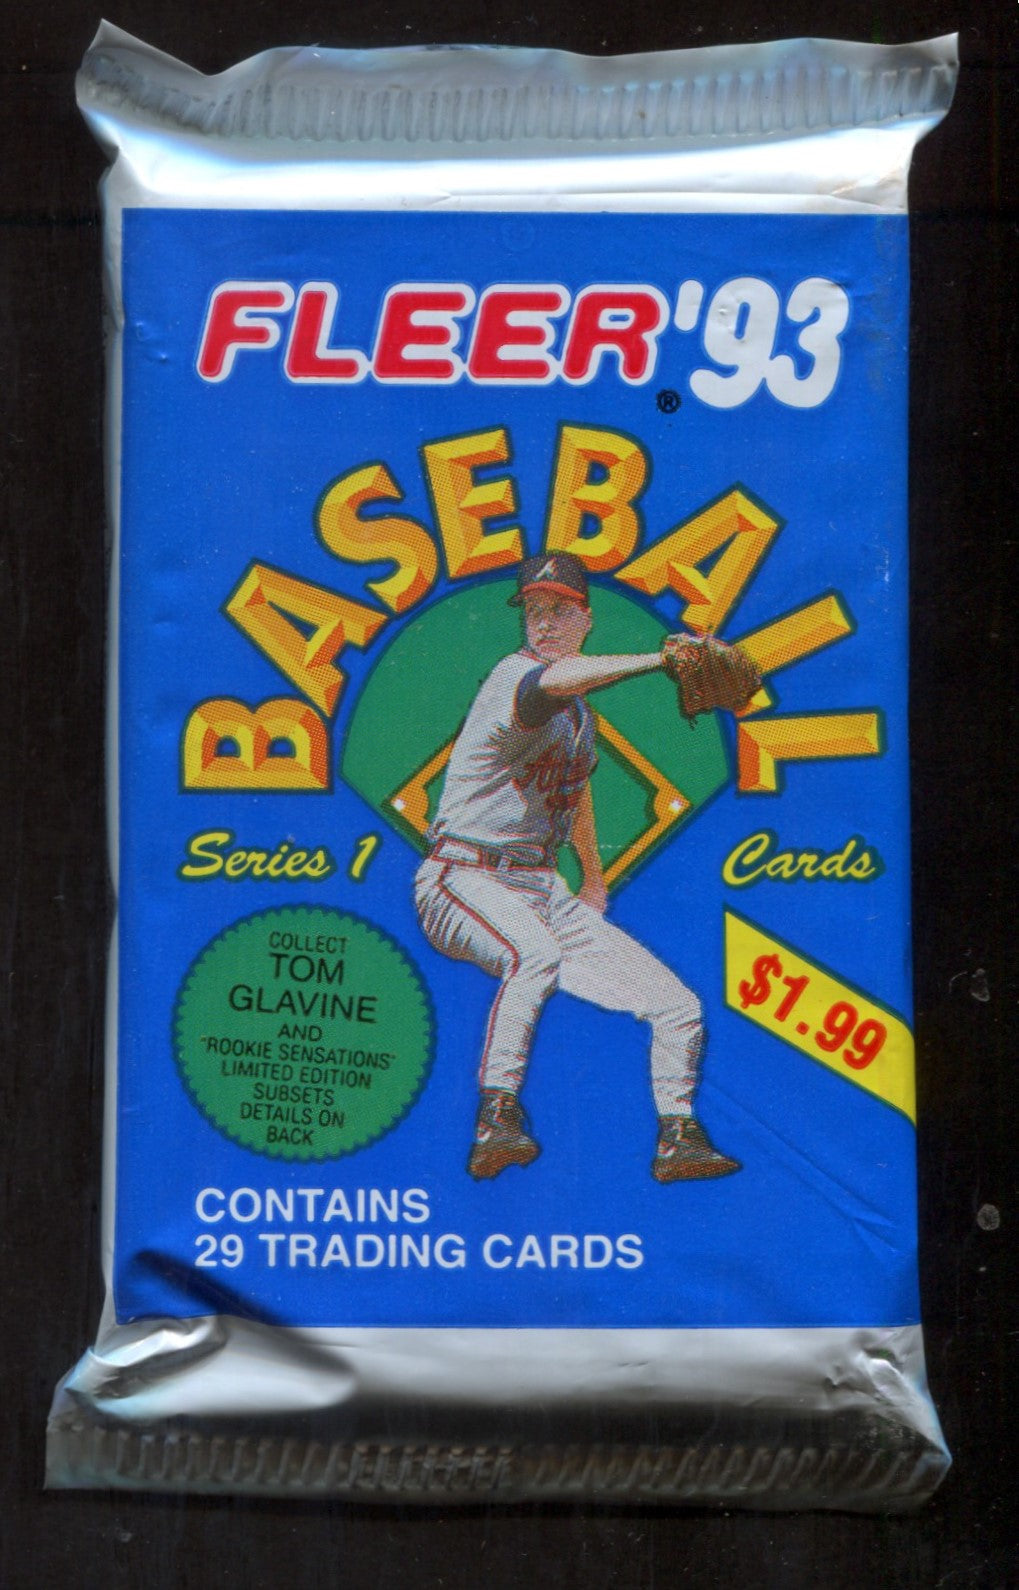 FLEER '93
®
BASEBALL
Series 1 Cards
COLLECT
TOM
GLAVINE
AND
"ROOKIE SENSATIONS"
LIMITED EDITION
SUBSETS
DETAILS ON
BACK
$1.99
CONTAINS
29 TRADING CARDS